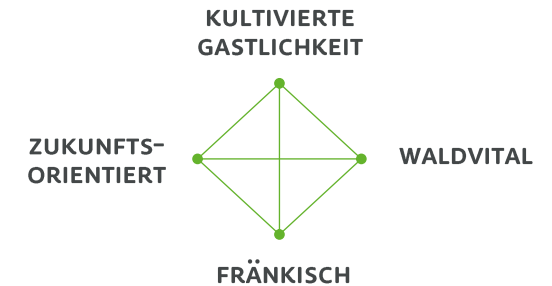 KULTIVIERTE
GASTLICHKEIT
ZUKUNFTS-
ORIENTIERT
WALDVITAL
FRÄNKISCH